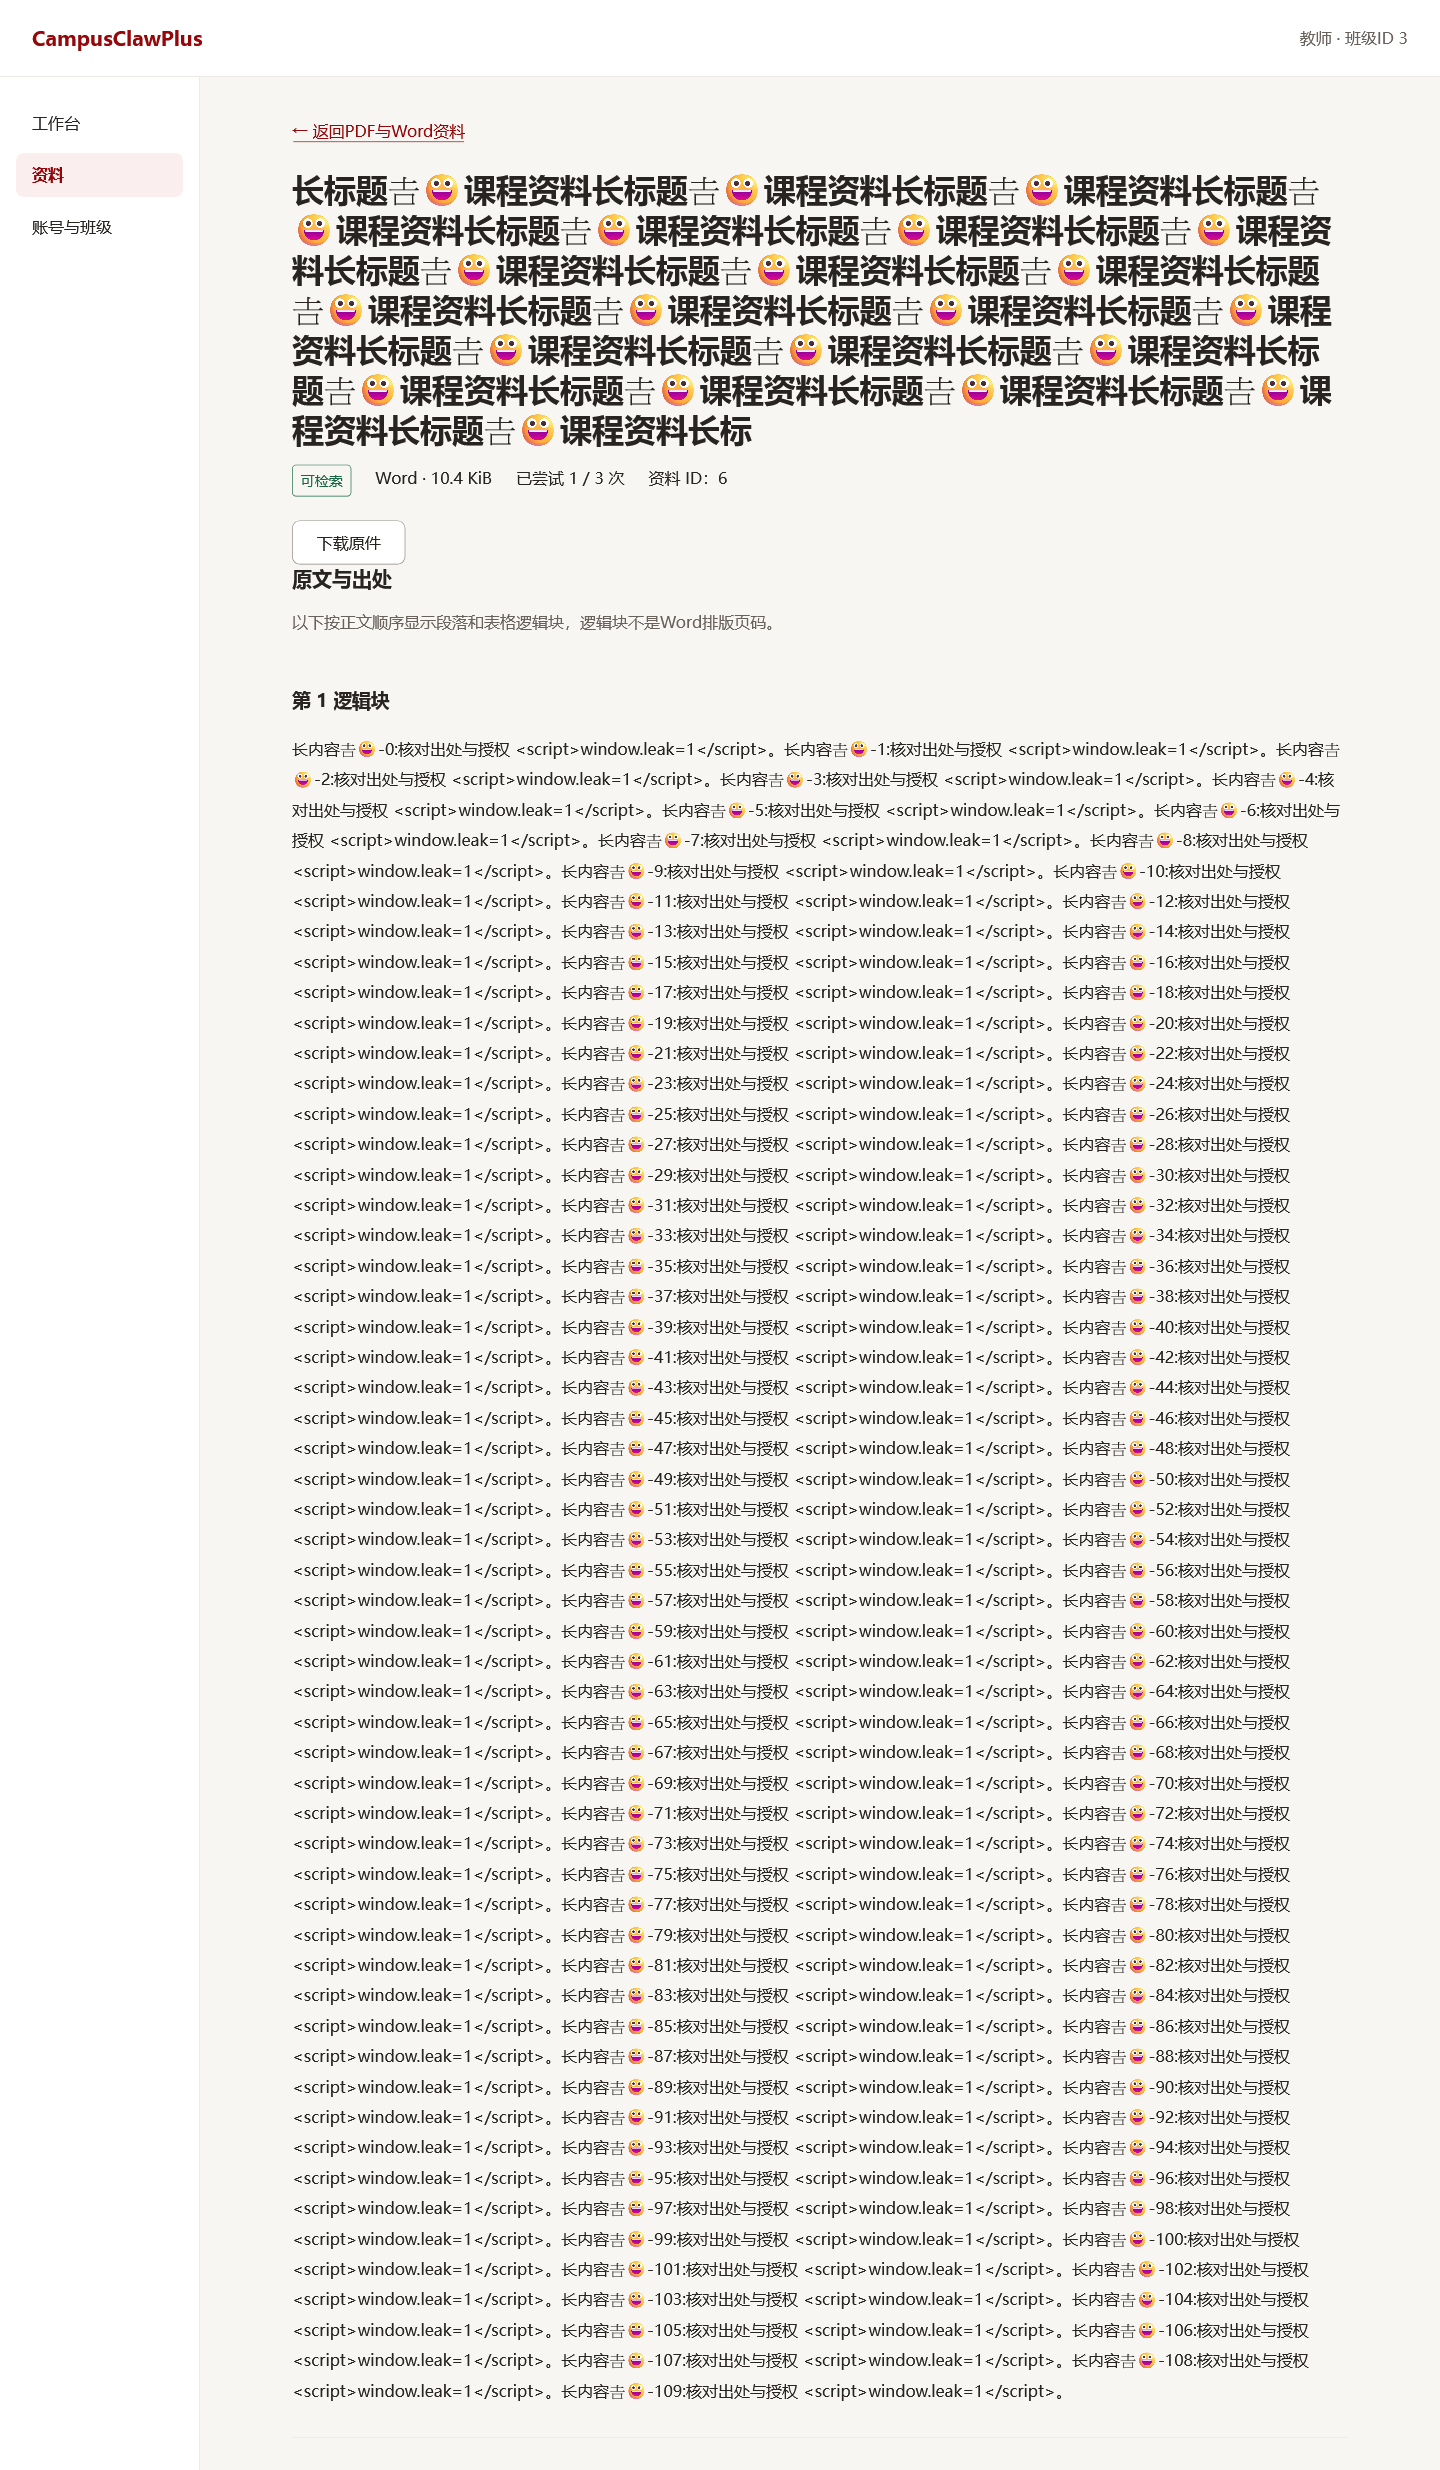 CampusClawPlus
教师 · 班级ID 3
工作台
资料
账号与班级
← 返回PDF与Word资料
长标题𠮷😀课程资料长标题𠮷😀课程资料长标题𠮷😀课程资料长标题𠮷
😀课程资料长标题𠮷😀课程资料长标题𠮷😀课程资料长标题𠮷😀课程资
料长标题𠮷😀课程资料长标题𠮷😀课程资料长标题𠮷😀课程资料长标题
𠮷😀课程资料长标题𠮷😀课程资料长标题𠮷😀课程资料长标题𠮷😀课程
资料长标题𠮷😀课程资料长标题𠮷😀课程资料长标题𠮷😀课程资料长标
题𠮷😀课程资料长标题𠮷😀课程资料长标题𠮷😀课程资料长标题𠮷😀课
程资料长标题𠮷😀课程资料长标
可检索 Word · 10.4 KiB 已尝试 1 / 3 次 资料 ID：6
下载原件
原文与出处
以下按正文顺序显示段落和表格逻辑块，逻辑块不是Word排版页码。
第 1 逻辑块
长内容𠮷😀-0:核对出处与授权 <script>window.leak=1</script>。长内容𠮷😀-1:核对出处与授权 <script>window.leak=1</script>。长内容𠮷
😀-2:核对出处与授权 <script>window.leak=1</script>。长内容𠮷😀-3:核对出处与授权 <script>window.leak=1</script>。长内容𠮷😀-4:核
对出处与授权 <script>window.leak=1</script>。长内容𠮷😀-5:核对出处与授权 <script>window.leak=1</script>。长内容𠮷😀-6:核对出处与
授权 <script>window.leak=1</script>。长内容𠮷😀-7:核对出处与授权 <script>window.leak=1</script>。长内容𠮷😀-8:核对出处与授权
<script>window.leak=1</script>。长内容𠮷😀-9:核对出处与授权 <script>window.leak=1</script>。长内容𠮷😀-10:核对出处与授权
<script>window.leak=1</script>。长内容𠮷😀-11:核对出处与授权 <script>window.leak=1</script>。长内容𠮷😀-12:核对出处与授权
<script>window.leak=1</script>。长内容𠮷😀-13:核对出处与授权 <script>window.leak=1</script>。长内容𠮷😀-14:核对出处与授权
<script>window.leak=1</script>。长内容𠮷😀-15:核对出处与授权 <script>window.leak=1</script>。长内容𠮷😀-16:核对出处与授权
<script>window.leak=1</script>。长内容𠮷😀-17:核对出处与授权 <script>window.leak=1</script>。长内容𠮷😀-18:核对出处与授权
<script>window.leak=1</script>。长内容𠮷😀-19:核对出处与授权 <script>window.leak=1</script>。长内容𠮷😀-20:核对出处与授权
<script>window.leak=1</script>。长内容𠮷😀-21:核对出处与授权 <script>window.leak=1</script>。长内容𠮷😀-22:核对出处与授权
<script>window.leak=1</script>。长内容𠮷😀-23:核对出处与授权 <script>window.leak=1</script>。长内容𠮷😀-24:核对出处与授权
<script>window.leak=1</script>。长内容𠮷😀-25:核对出处与授权 <script>window.leak=1</script>。长内容𠮷😀-26:核对出处与授权
<script>window.leak=1</script>。长内容𠮷😀-27:核对出处与授权 <script>window.leak=1</script>。长内容𠮷😀-28:核对出处与授权
<script>window.leak=1</script>。长内容𠮷😀-29:核对出处与授权 <script>window.leak=1</script>。长内容𠮷😀-30:核对出处与授权
<script>window.leak=1</script>。长内容𠮷😀-31:核对出处与授权 <script>window.leak=1</script>。长内容𠮷😀-32:核对出处与授权
<script>window.leak=1</script>。长内容𠮷😀-33:核对出处与授权 <script>window.leak=1</script>。长内容𠮷😀-34:核对出处与授权
<script>window.leak=1</script>。长内容𠮷😀-35:核对出处与授权 <script>window.leak=1</script>。长内容𠮷😀-36:核对出处与授权
<script>window.leak=1</script>。长内容𠮷😀-37:核对出处与授权 <script>window.leak=1</script>。长内容𠮷😀-38:核对出处与授权
<script>window.leak=1</script>。长内容𠮷😀-39:核对出处与授权 <script>window.leak=1</script>。长内容𠮷😀-40:核对出处与授权
<script>window.leak=1</script>。长内容𠮷😀-41:核对出处与授权 <script>window.leak=1</script>。长内容𠮷😀-42:核对出处与授权
<script>window.leak=1</script>。长内容𠮷😀-43:核对出处与授权 <script>window.leak=1</script>。长内容𠮷😀-44:核对出处与授权
<script>window.leak=1</script>。长内容𠮷😀-45:核对出处与授权 <script>window.leak=1</script>。长内容𠮷😀-46:核对出处与授权
<script>window.leak=1</script>。长内容𠮷😀-47:核对出处与授权 <script>window.leak=1</script>。长内容𠮷😀-48:核对出处与授权
<script>window.leak=1</script>。长内容𠮷😀-49:核对出处与授权 <script>window.leak=1</script>。长内容𠮷😀-50:核对出处与授权
<script>window.leak=1</script>。长内容𠮷😀-51:核对出处与授权 <script>window.leak=1</script>。长内容𠮷😀-52:核对出处与授权
<script>window.leak=1</script>。长内容𠮷😀-53:核对出处与授权 <script>window.leak=1</script>。长内容𠮷😀-54:核对出处与授权
<script>window.leak=1</script>。长内容𠮷😀-55:核对出处与授权 <script>window.leak=1</script>。长内容𠮷😀-56:核对出处与授权
<script>window.leak=1</script>。长内容𠮷😀-57:核对出处与授权 <script>window.leak=1</script>。长内容𠮷😀-58:核对出处与授权
<script>window.leak=1</script>。长内容𠮷😀-59:核对出处与授权 <script>window.leak=1</script>。长内容𠮷😀-60:核对出处与授权
<script>window.leak=1</script>。长内容𠮷😀-61:核对出处与授权 <script>window.leak=1</script>。长内容𠮷😀-62:核对出处与授权
<script>window.leak=1</script>。长内容𠮷😀-63:核对出处与授权 <script>window.leak=1</script>。长内容𠮷😀-64:核对出处与授权
<script>window.leak=1</script>。长内容𠮷😀-65:核对出处与授权 <script>window.leak=1</script>。长内容𠮷😀-66:核对出处与授权
<script>window.leak=1</script>。长内容𠮷😀-67:核对出处与授权 <script>window.leak=1</script>。长内容𠮷😀-68:核对出处与授权
<script>window.leak=1</script>。长内容𠮷😀-69:核对出处与授权 <script>window.leak=1</script>。长内容𠮷😀-70:核对出处与授权
<script>window.leak=1</script>。长内容𠮷😀-71:核对出处与授权 <script>window.leak=1</script>。长内容𠮷😀-72:核对出处与授权
<script>window.leak=1</script>。长内容𠮷😀-73:核对出处与授权 <script>window.leak=1</script>。长内容𠮷😀-74:核对出处与授权
<script>window.leak=1</script>。长内容𠮷😀-75:核对出处与授权 <script>window.leak=1</script>。长内容𠮷😀-76:核对出处与授权
<script>window.leak=1</script>。长内容𠮷😀-77:核对出处与授权 <script>window.leak=1</script>。长内容𠮷😀-78:核对出处与授权
<script>window.leak=1</script>。长内容𠮷😀-79:核对出处与授权 <script>window.leak=1</script>。长内容𠮷😀-80:核对出处与授权
<script>window.leak=1</script>。长内容𠮷😀-81:核对出处与授权 <script>window.leak=1</script>。长内容𠮷😀-82:核对出处与授权
<script>window.leak=1</script>。长内容𠮷😀-83:核对出处与授权 <script>window.leak=1</script>。长内容𠮷😀-84:核对出处与授权
<script>window.leak=1</script>。长内容𠮷😀-85:核对出处与授权 <script>window.leak=1</script>。长内容𠮷😀-86:核对出处与授权
<script>window.leak=1</script>。长内容𠮷😀-87:核对出处与授权 <script>window.leak=1</script>。长内容𠮷😀-88:核对出处与授权
<script>window.leak=1</script>。长内容𠮷😀-89:核对出处与授权 <script>window.leak=1</script>。长内容𠮷😀-90:核对出处与授权
<script>window.leak=1</script>。长内容𠮷😀-91:核对出处与授权 <script>window.leak=1</script>。长内容𠮷😀-92:核对出处与授权
<script>window.leak=1</script>。长内容𠮷😀-93:核对出处与授权 <script>window.leak=1</script>。长内容𠮷😀-94:核对出处与授权
<script>window.leak=1</script>。长内容𠮷😀-95:核对出处与授权 <script>window.leak=1</script>。长内容𠮷😀-96:核对出处与授权
<script>window.leak=1</script>。长内容𠮷😀-97:核对出处与授权 <script>window.leak=1</script>。长内容𠮷😀-98:核对出处与授权
<script>window.leak=1</script>。长内容𠮷😀-99:核对出处与授权 <script>window.leak=1</script>。长内容𠮷😀-100:核对出处与授权
<script>window.leak=1</script>。长内容𠮷😀-101:核对出处与授权 <script>window.leak=1</script>。长内容𠮷😀-102:核对出处与授权
<script>window.leak=1</script>。长内容𠮷😀-103:核对出处与授权 <script>window.leak=1</script>。长内容𠮷😀-104:核对出处与授权
<script>window.leak=1</script>。长内容𠮷😀-105:核对出处与授权 <script>window.leak=1</script>。长内容𠮷😀-106:核对出处与授权
<script>window.leak=1</script>。长内容𠮷😀-107:核对出处与授权 <script>window.leak=1</script>。长内容𠮷😀-108:核对出处与授权
<script>window.leak=1</script>。长内容𠮷😀-109:核对出处与授权 <script>window.leak=1</script>。